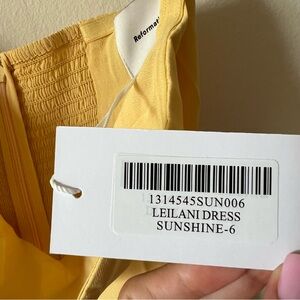 Reformat
1314545SUN006
LEILANI DRESS
SUNSHINE-6